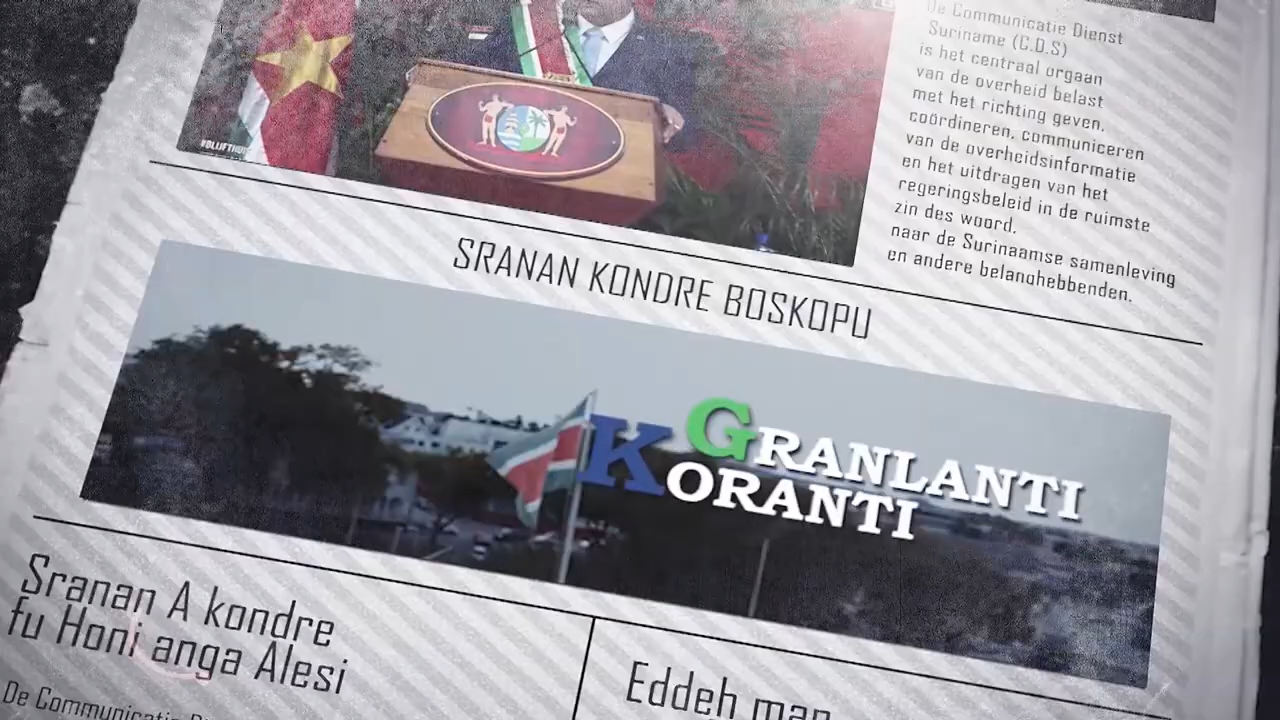 De Communicatie Dienst
Suriname (C.D.S)
is het centraal orgaan
van de overheid belast
met het richting geven,
coördineren, communiceren
van de overheidsinformatie
en het uitdragen van het
regeringsbeleid in de ruimste
zin des woord.
naar de Surinaamse samenleving
en andere belanghebbenden.
SRANAN KONDRE BOSKOPU
GRANLANTI
KORANTI
Sranan A kondre
fu Honi anga Alesi
Eddeh man
De Communicatie